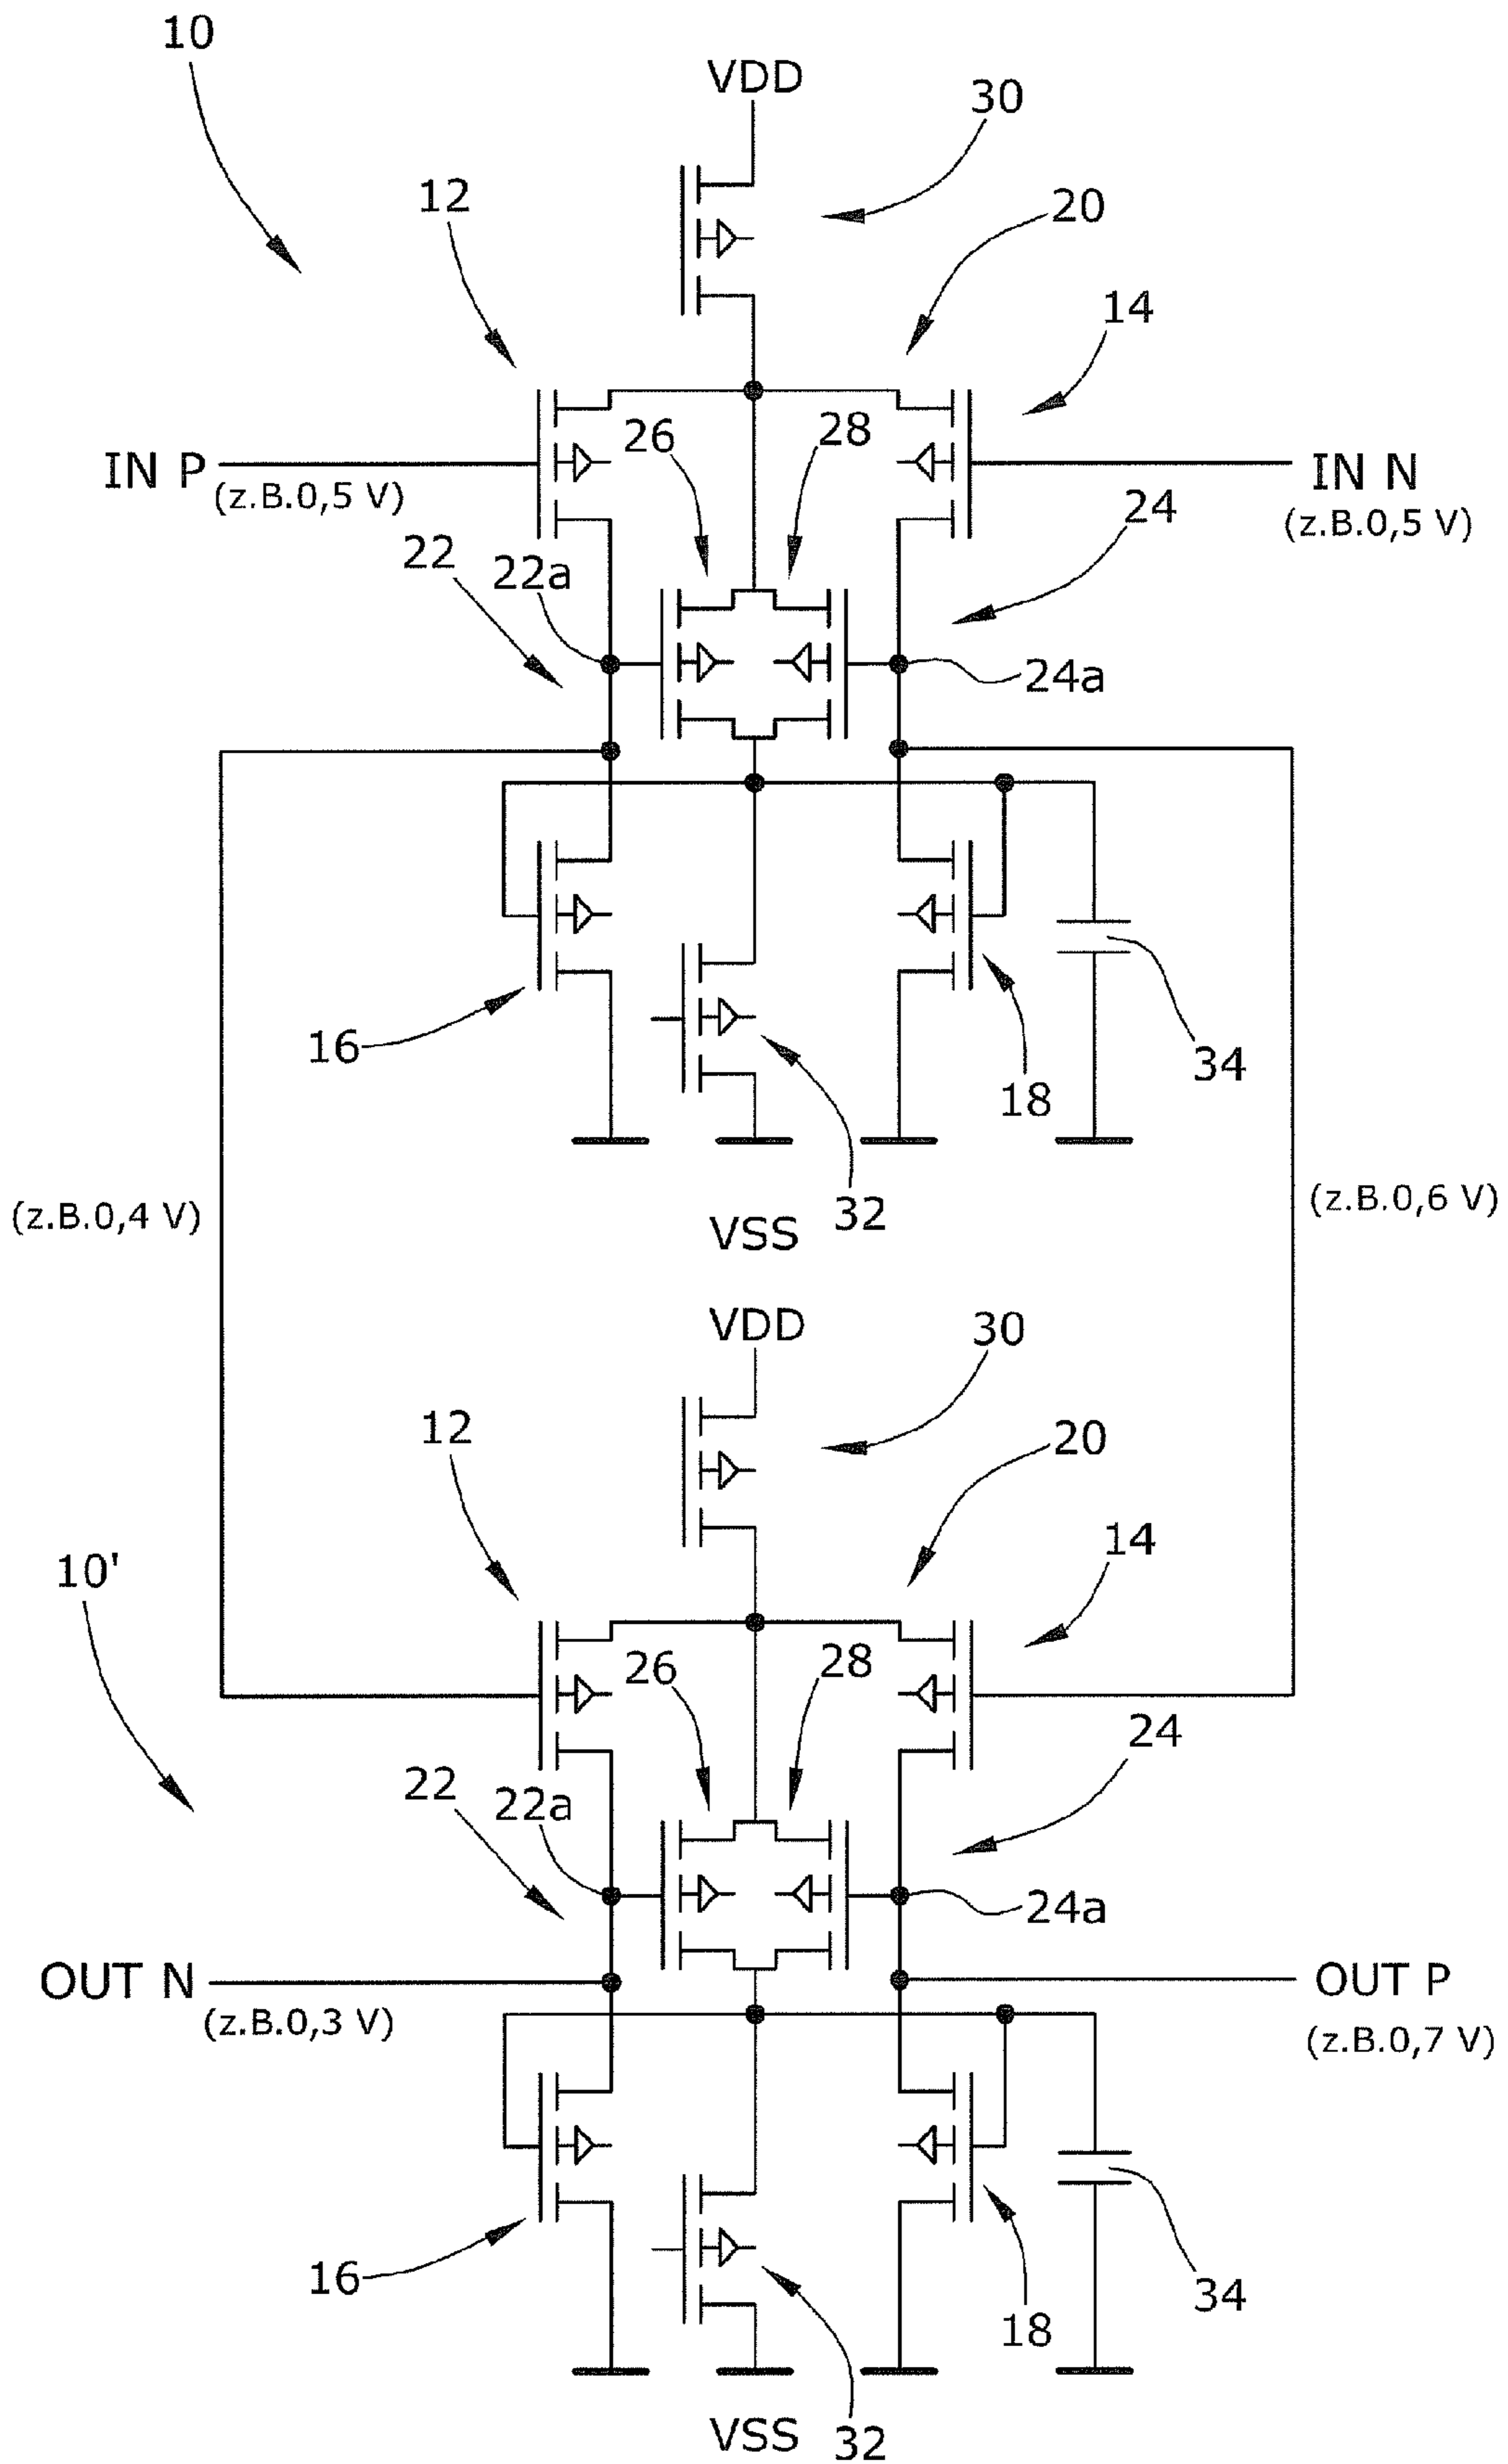 10
VDD
30
12
20
14
26
28
IN P
(z.B.0,5 V)
IN N
(z.B.0,5 V)
24
22
22a
24a
16
18
34
32
(z.B.0,4 V)
(z.B.0,6 V)
VSS
VDD
30
12
20
14
10'
26
28
24
22
22a
24a
OUT N
(z.B.0,3 V)
OUT P
(z.B.0,7 V)
16
34
18
VSS
32